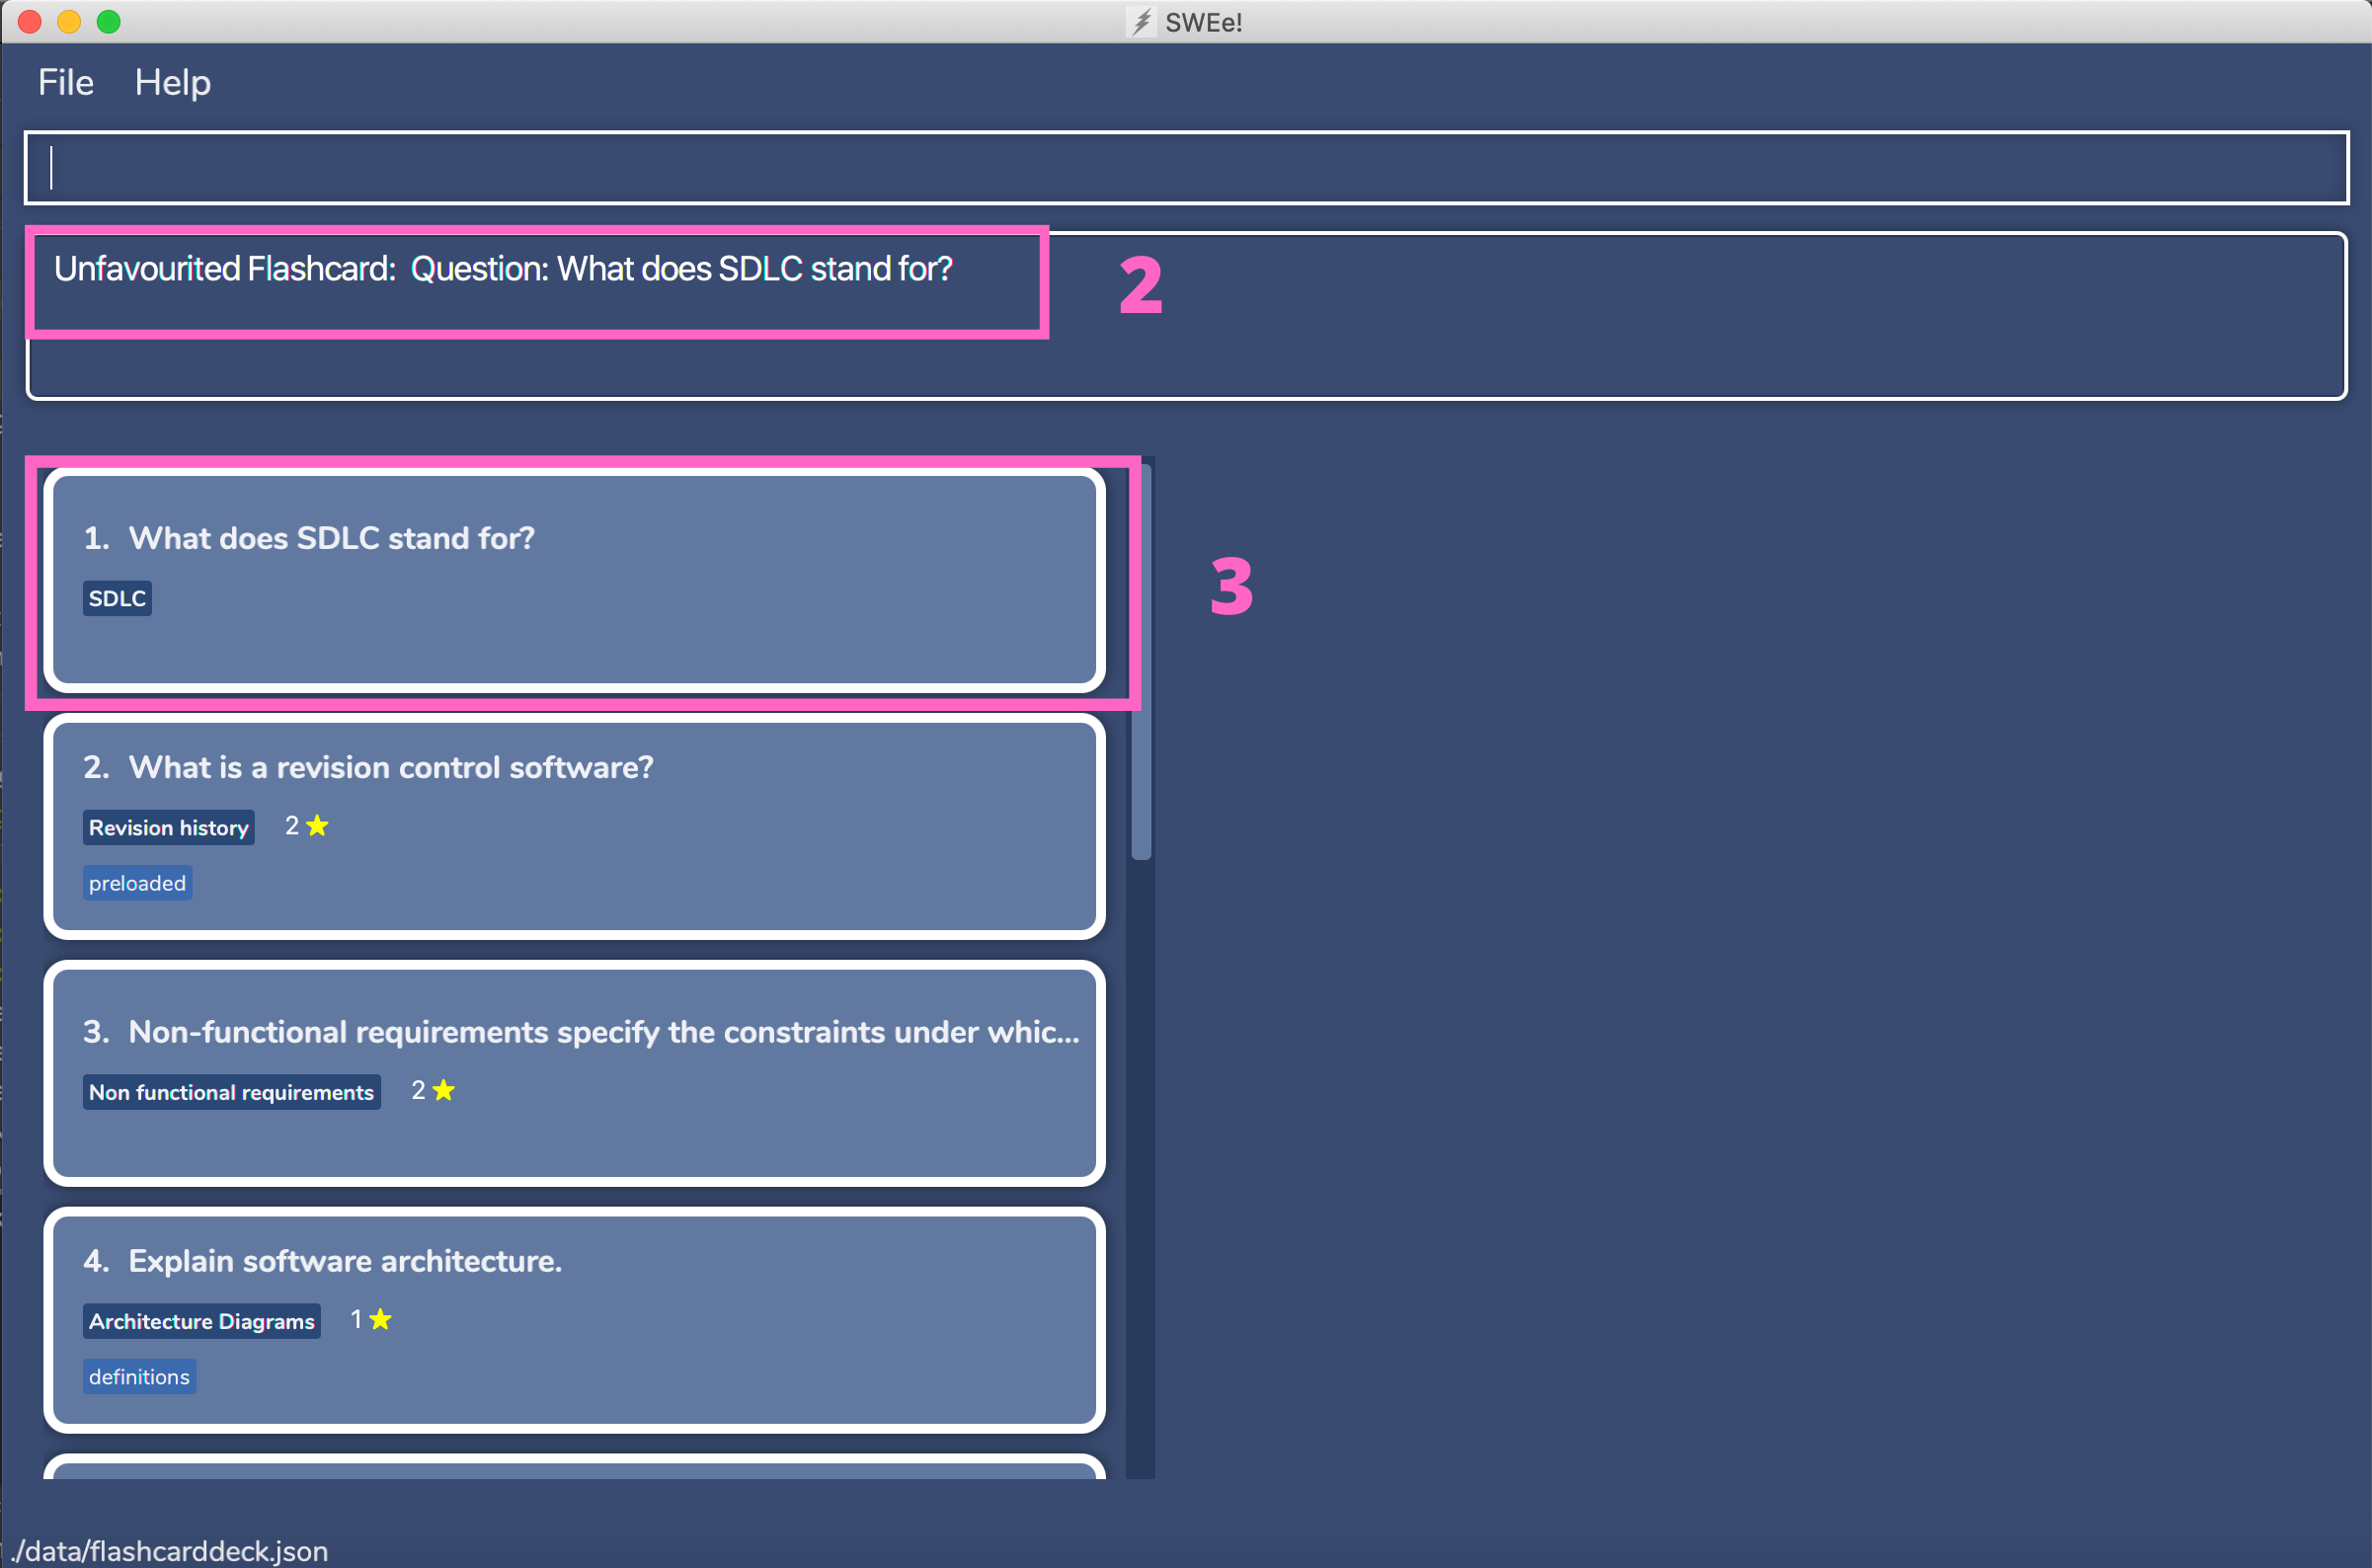 SWEe!
File Help
Unfavourited Flashcard: Question: What does SDLC stand for?
2
1. What does SDLC stand for?
SDLC
3
2. What is a revision control software?
Revision history 2 ★
preloaded
3. Non-functional requirements specify the constraints under whic...
Non functional requirements 2 ★
4. Explain software architecture.
Architecture Diagrams 1 ★
definitions
./data/flashcarddeck.json